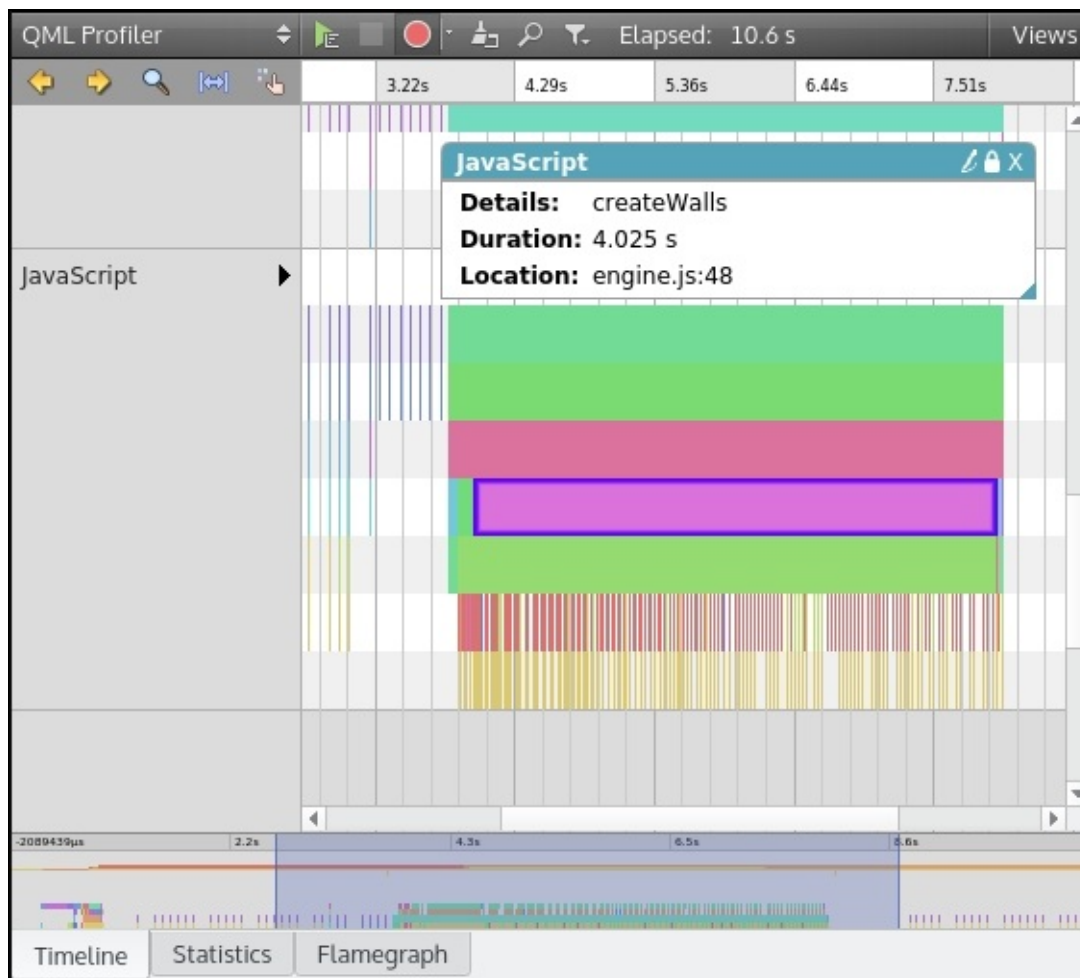 QML Profiler Elapsed: 10.6 s Views
3.22s 4.29s 5.36s 6.44s 7.51s
JavaScript X
Details: createWalls
Duration: 4.025 s
Location: engine.js:48
JavaScript
-2089439µs 2.2s 4.3s 6.5s 8.6s
Timeline Statistics Flamegraph